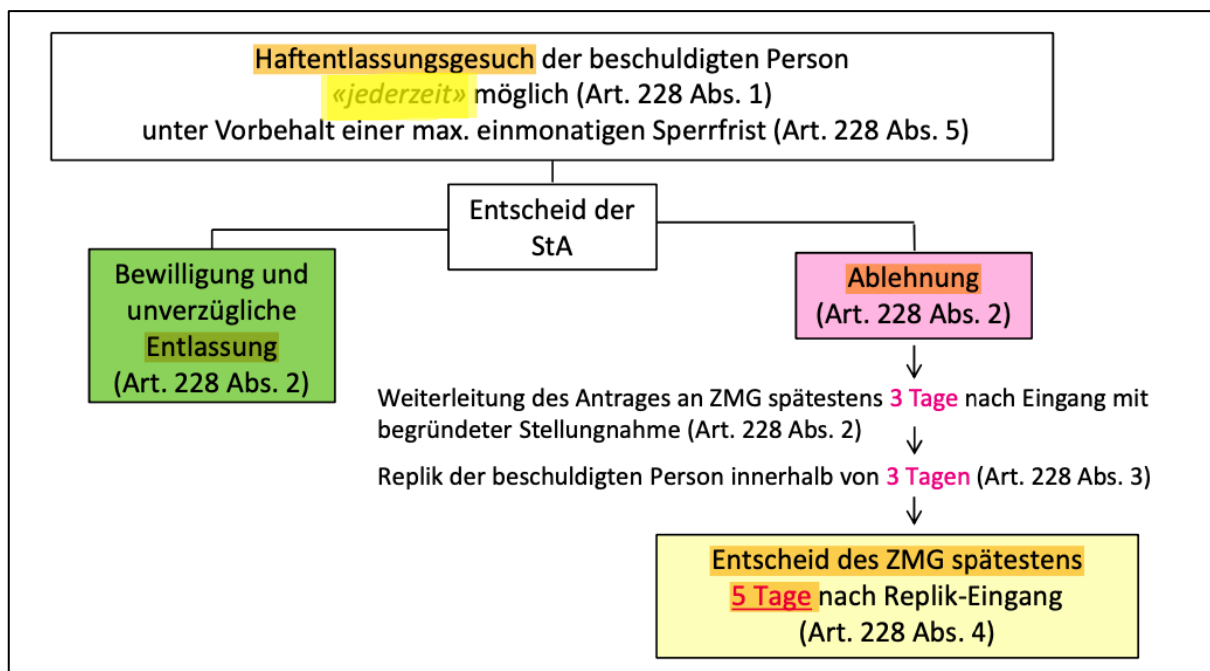 Haftentlassungsgesuch der beschuldigten Person
«jederzeit» möglich (Art. 228 Abs. 1)
unter Vorbehalt einer max. einmonatigen Sperrfrist (Art. 228 Abs. 5)
Entscheid der
StA
Bewilligung und
unverzügliche
Entlassung
(Art. 228 Abs. 2)
Ablehnung
(Art. 228 Abs. 2)
Weiterleitung des Antrages an ZMG spätestens 3 Tage nach Eingang mit
begründeter Stellungnahme (Art. 228 Abs. 2)
Replik der beschuldigten Person innerhalb von 3 Tagen (Art. 228 Abs. 3)
Entscheid des ZMG spätestens
5 Tage nach Replik-Eingang
(Art. 228 Abs. 4)